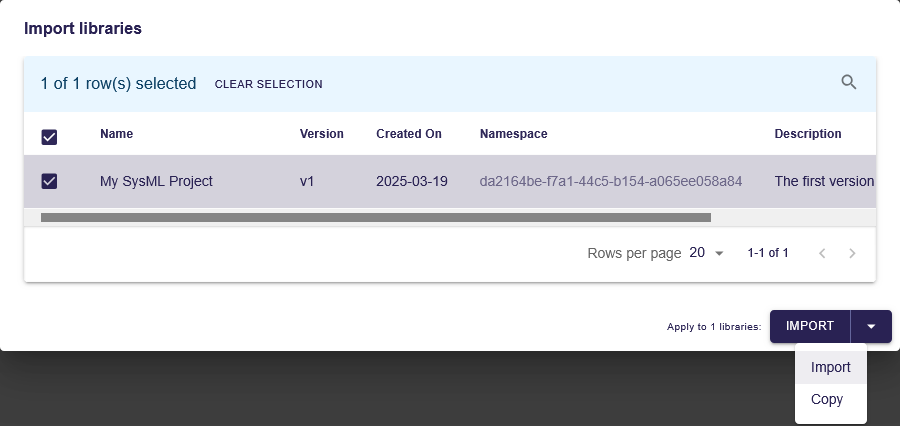 Import libraries
1 of 1 row(s) selected CLEAR SELECTION
Name Version Created On Namespace Description
My SysML Project v1 2025-03-19 da2164be-f7a1-44c5-b154-a065ee058a84 The first version
Rows per page 20 1-1 of 1
Apply to 1 libraries: IMPORT
Import
Copy